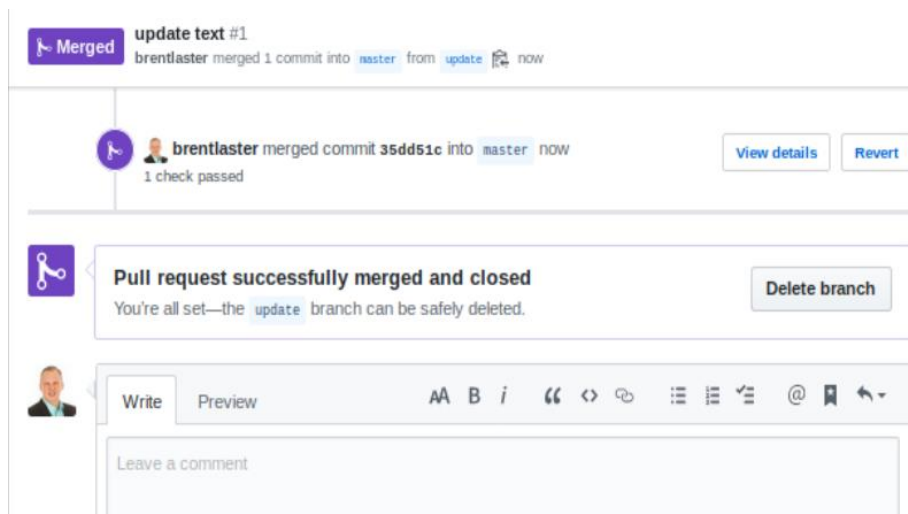 Merged
update text #1
brentlaster merged 1 commit into master from update now
brentlaster merged commit 35dd51c into master now
1 check passed
View details
Revert
Pull request successfully merged and closed
You're all set—the update branch can be safely deleted.
Delete branch
Write
Preview
AA B i “ <> @
Leave a comment